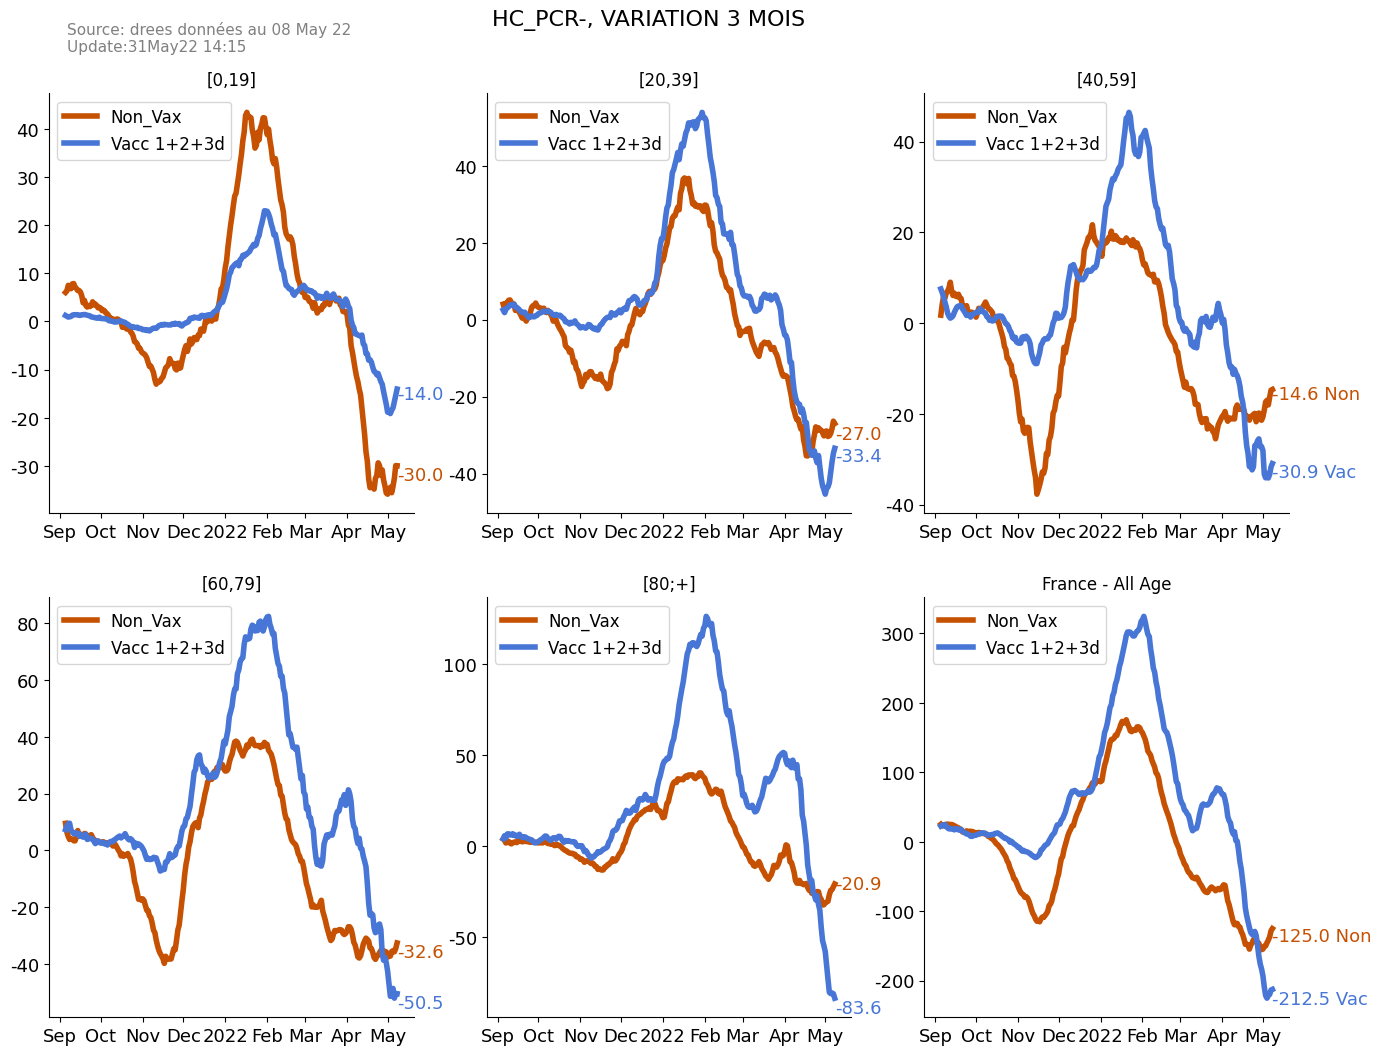 HC_PCR-, VARIATION 3 MOIS
Source: drees données au 08 May 22
Update:31May22 14:15
[0,19]
Non_Vax
Vacc 1+2+3d
40
30
20
10
0
-10
-20
-30
-14.0
-30.0
Sep Oct Nov Dec 2022 Feb Mar Apr May
[20,39]
Non_Vax
Vacc 1+2+3d
40
20
0
-20
-40
-27.0
-33.4
Sep Oct Nov Dec 2022 Feb Mar Apr May
[40,59]
Non_Vax
Vacc 1+2+3d
40
20
0
-20
-40
-14.6 Non
-30.9 Vac
Sep Oct Nov Dec 2022 Feb Mar Apr May
[60,79]
Non_Vax
Vacc 1+2+3d
80
60
40
20
0
-20
-40
-32.6
-50.5
Sep Oct Nov Dec 2022 Feb Mar Apr May
[80;+]
Non_Vax
Vacc 1+2+3d
100
50
0
-50
-20.9
-83.6
Sep Oct Nov Dec 2022 Feb Mar Apr May
France - All Age
Non_Vax
Vacc 1+2+3d
300
200
100
0
-100
-200
-125.0 Non
-212.5 Vac
Sep Oct Nov Dec 2022 Feb Mar Apr May